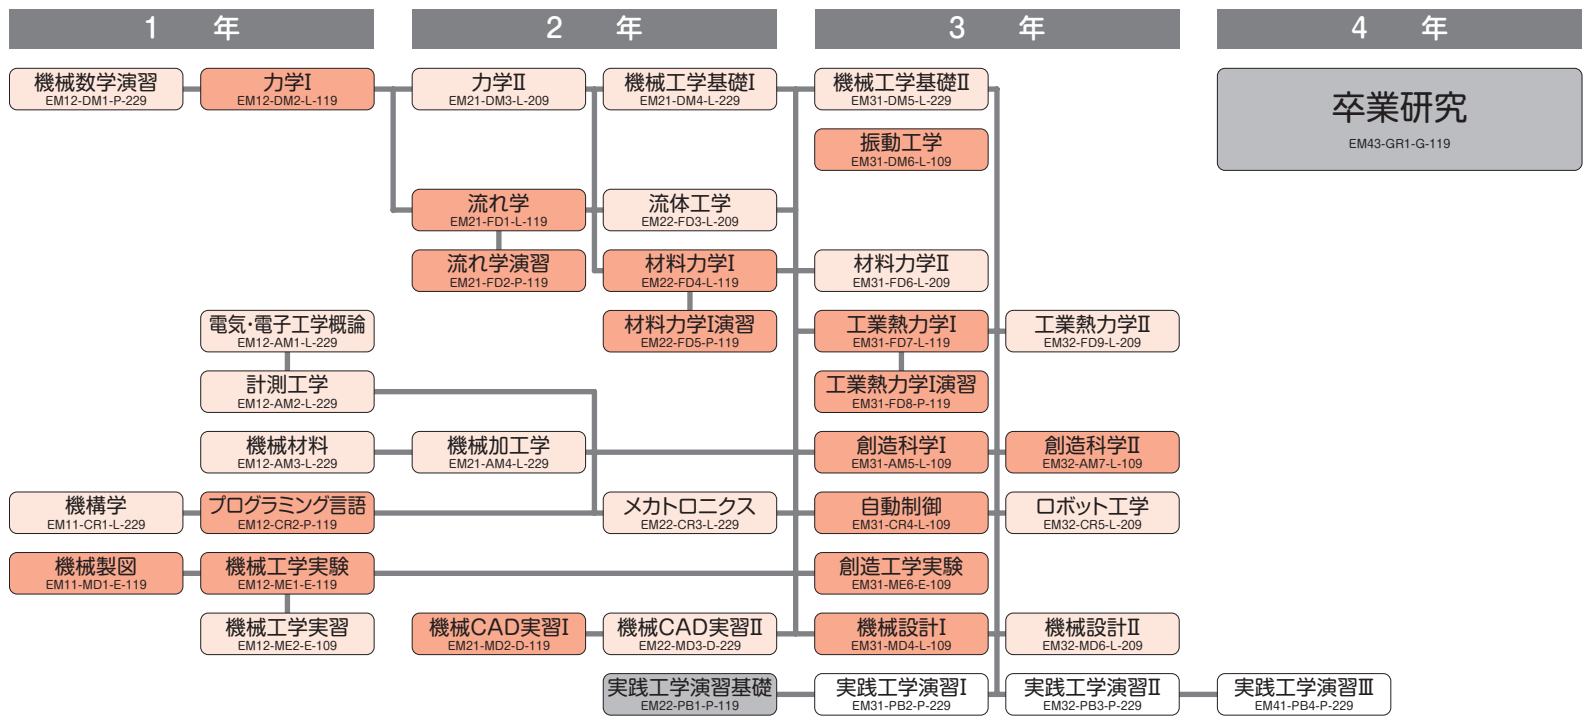 1 年
2 年
3 年
4 年
機械数学演習
EM12-DM1-P-229
力学Ⅰ
EM12-DM2-L-119
力学Ⅱ
EM21-DM3-L-209
機械工学基礎Ⅰ
EM21-DM4-L-229
機械工学基礎Ⅱ
EM31-DM5-L-229
卒業研究
EM43-GR1-G-119
振動工学
EM31-DM6-L-109
流れ学
EM21-FD1-L-119
流体工学
EM22-FD3-L-209
流れ学演習
EM21-FD2-P-119
材料力学Ⅰ
EM22-FD4-L-119
材料力学Ⅱ
EM31-FD6-L-209
電気・電子工学概論
EM12-AM1-L-229
材料力学Ⅰ演習
EM22-FD5-P-119
工業熱力学Ⅰ
EM31-FD7-L-119
工業熱力学Ⅱ
EM32-FD9-L-209
計測工学
EM12-AM2-L-229
工業熱力学Ⅰ演習
EM31-FD8-P-119
機械材料
EM12-AM3-L-229
機械加工学
EM21-AM4-L-229
創造科学Ⅰ
EM31-AM5-L-109
創造科学Ⅱ
EM32-AM7-L-109
機構学
EM11-CR1-L-229
プログラミング言語
EM12-CR2-P-119
メカトロニクス
EM22-CR3-L-229
自動制御
EM31-CR4-L-109
ロボット工学
EM32-CR5-L-209
機械製図
EM11-MD1-E-119
機械工学実験
EM12-ME1-E-119
創造工学実験
EM31-ME6-E-109
機械工学実習
EM12-ME2-E-109
機械CAD実習Ⅰ
EM21-MD2-D-119
機械CAD実習Ⅱ
EM22-MD3-D-229
機械設計Ⅰ
EM31-MD4-L-109
機械設計Ⅱ
EM32-MD6-L-209
実践工学演習基礎
EM22-PB1-P-119
実践工学演習Ⅰ
EM31-PB2-P-229
実践工学演習Ⅱ
EM32-PB3-P-229
実践工学演習Ⅲ
EM41-PB4-P-229